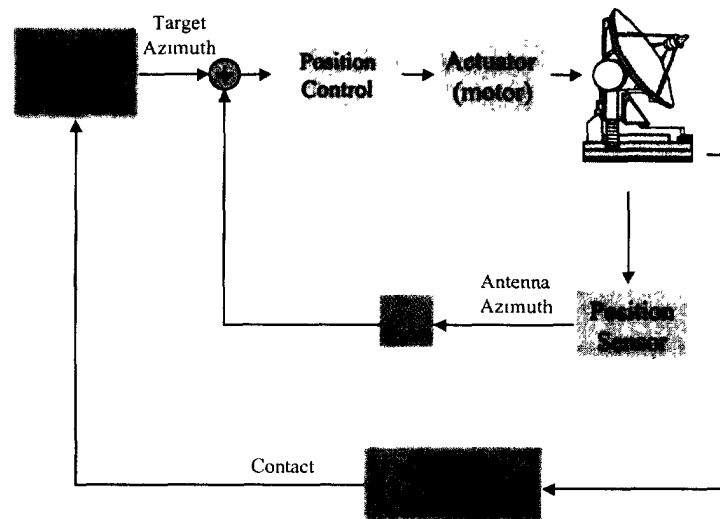 Target
Azimuth
Position
Control
Actuator
(motor)
Antenna
Azimuth
Position
Sensor
Contact